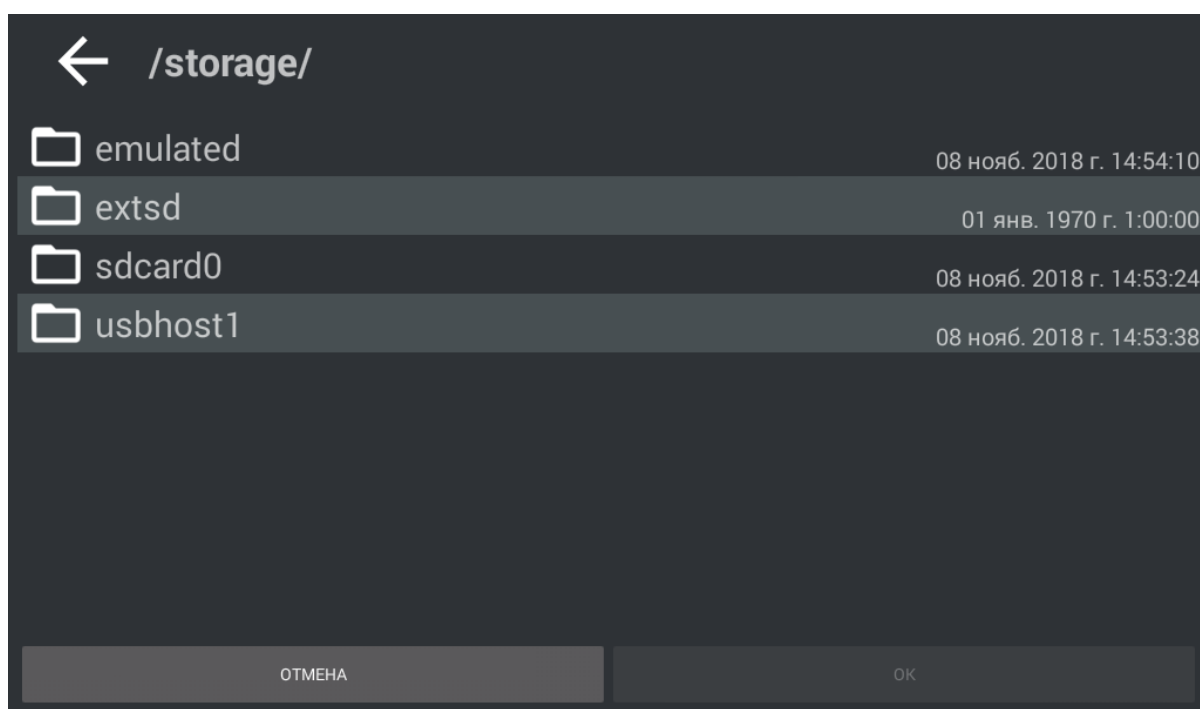 /storage/
emulated
08 нояб. 2018 г. 14:54:10
extsd
01 янв. 1970 г. 1:00:00
sdcard0
08 нояб. 2018 г. 14:53:24
usbhost1
08 нояб. 2018 г. 14:53:38
ОТМЕНА
ОК